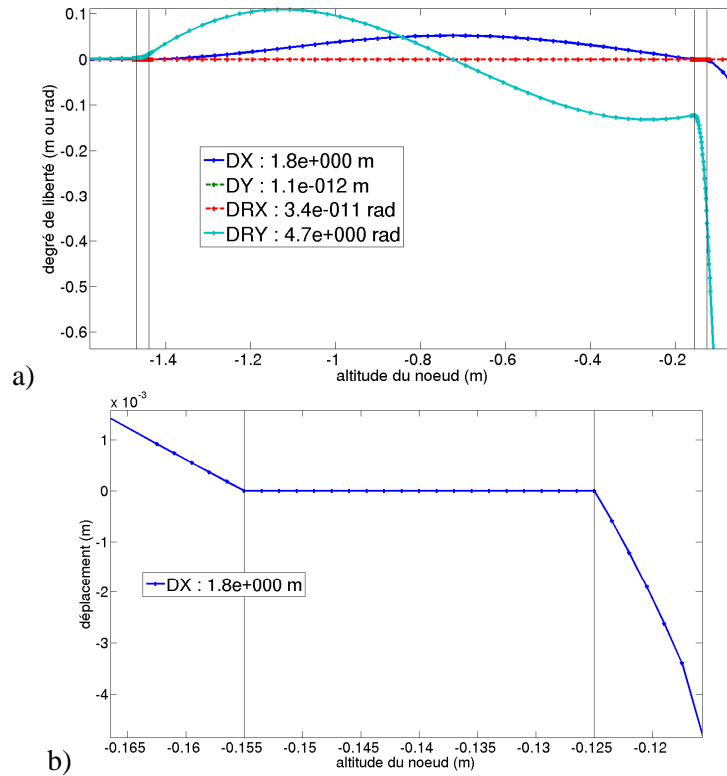 0.1
0
-0.1
-0.2
-0.3
-0.4
-0.5
-0.6
degré de liberté (m ou rad)
DX : 1.8e+000 m
DY : 1.1e-012 m
DRX : 3.4e-011 rad
DRY : 4.7e+000 rad
-1.4 -1.2 -1 -0.8 -0.6 -0.4 -0.2
altitude du noeud (m)
a)
x 10-3
1
0
-1
-2
-3
-4
déplacement (m)
DX : 1.8e+000 m
-0.165 -0.16 -0.155 -0.15 -0.145 -0.14 -0.135 -0.13 -0.125 -0.12
altitude du noeud (m)
b)